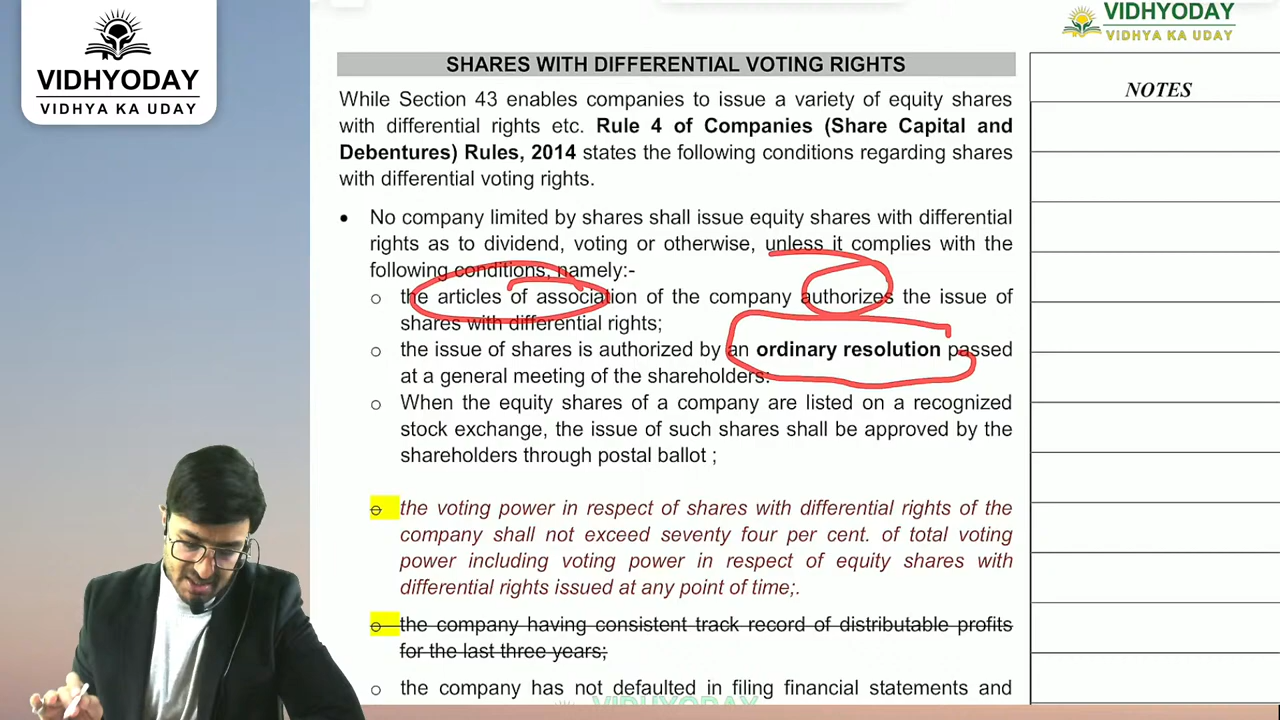 VIDHYODAY
VIDHYA KA UDAY
VIDHYODAY
VIDHYA KA UDAY
SHARES WITH DIFFERENTIAL VOTING RIGHTS
NOTES
While Section 43 enables companies to issue a variety of equity shares
with differential rights etc. Rule 4 of Companies (Share Capital and
Debentures) Rules, 2014 states the following conditions regarding shares
with differential voting rights.
• No company limited by shares shall issue equity shares with differential
rights as to dividend, voting or otherwise, unless it complies with the
following conditions, namely:-
o the articles of association of the company authorizes the issue of
shares with differential rights;
o the issue of shares is authorized by an ordinary resolution passed
at a general meeting of the shareholders:
o When the equity shares of a company are listed on a recognized
stock exchange, the issue of such shares shall be approved by the
shareholders through postal ballot ;
o the voting power in respect of shares with differential rights of the
company shall not exceed seventy four per cent. of total voting
power including voting power in respect of equity shares with
differential rights issued at any point of time;.
o the company having consistent track record of distributable profits
for the last three years;
o the company has not defaulted in filing financial statements and
VIDHYODAY